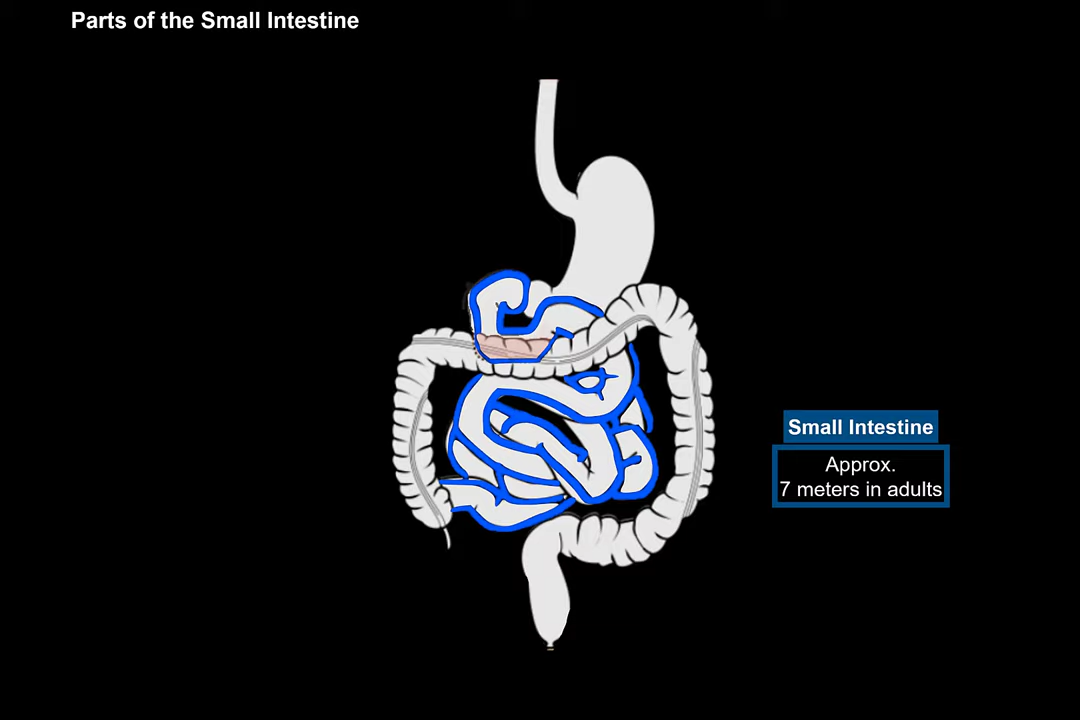 Parts of the Small Intestine
Small Intestine
Approx.
7 meters in adults